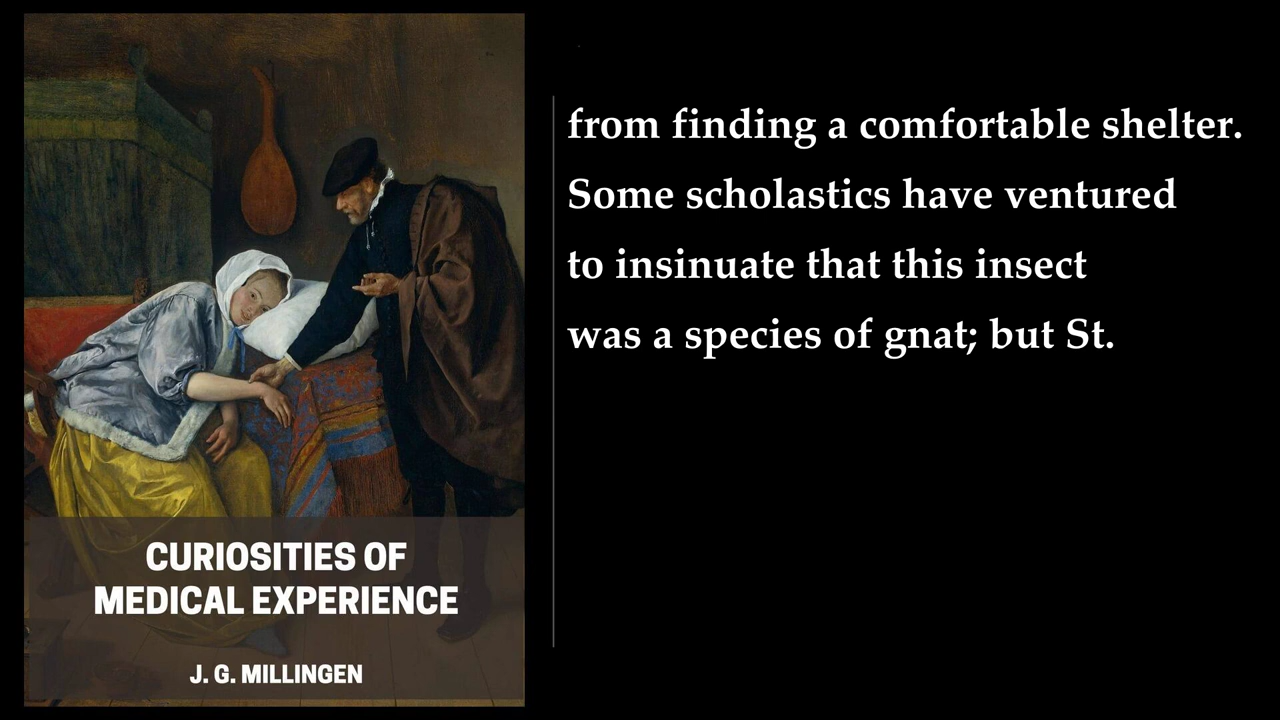 from finding a comfortable shelter.
Some scholastics have ventured
to insinuate that this insect
was a species of gnat; but St.
CURIOSITIES OF
MEDICAL EXPERIENCE
J. G. MILLINGEN